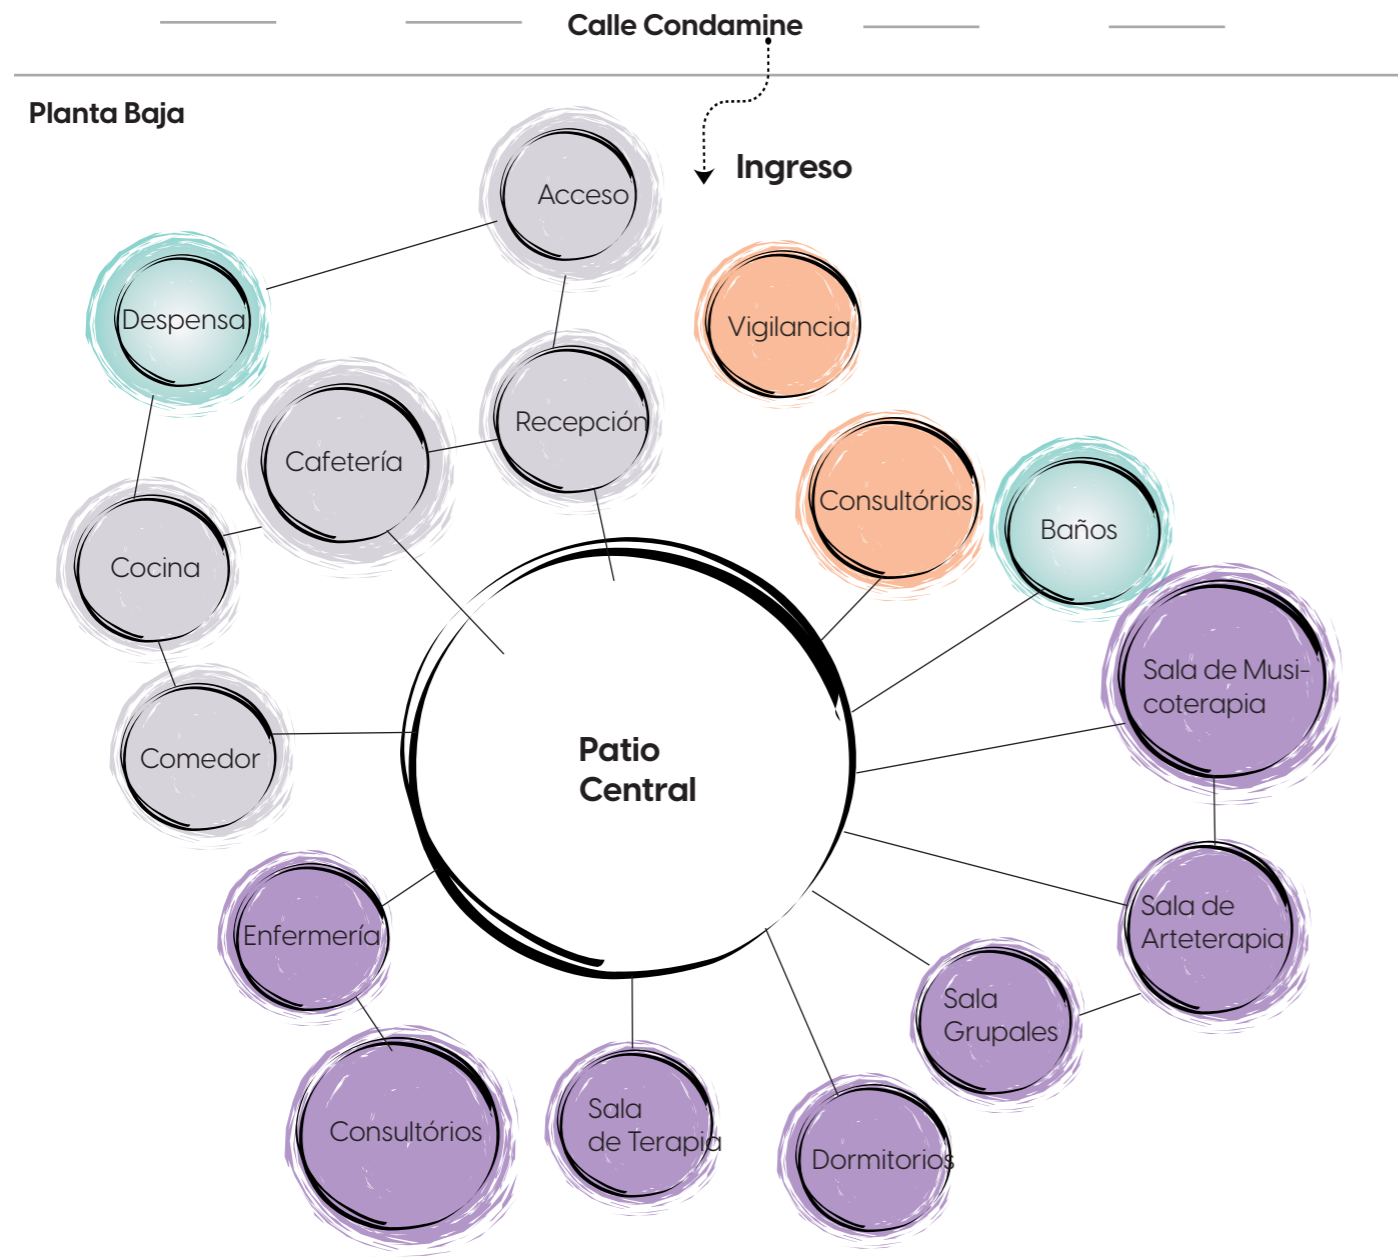 Calle Condamine
Planta Baja
Ingreso
Acceso
Despensa
Vigilancia
Recepción
Cafetería
Consultórios
Baños
Cocina
Sala de Musi-
coterapia
Comedor
Patio
Central
Enfermería
Sala de
Arteterapia
Sala
Grupales
Consultórios
Sala
de Terapia
Dormitorios